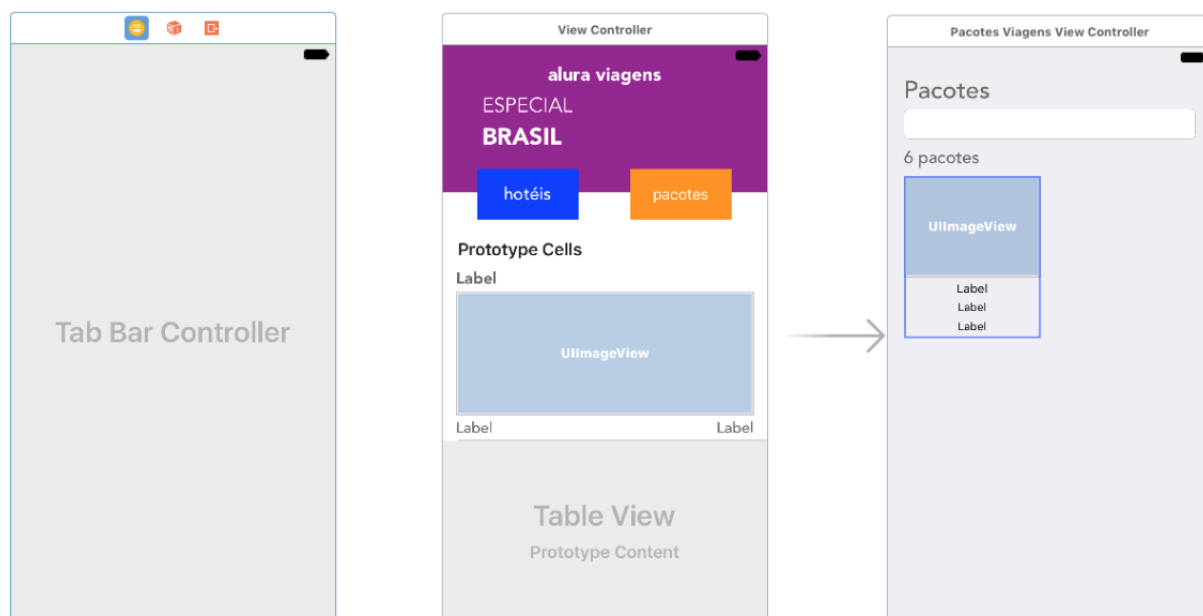 Tab Bar Controller
View Controller
alura viagens
ESPECIAL
BRASIL
hotéis
pacotes
Prototype Cells
Label
UIImageView
Label
Label
Table View
Prototype Content
Pacotes Viagens View Controller
Pacotes
6 pacotes
UIImageView
Label
Label
Label